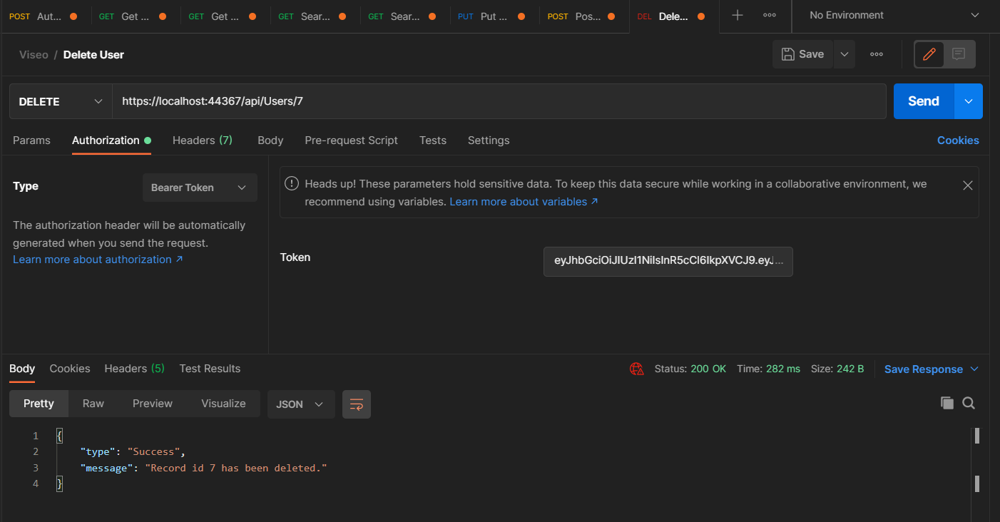 POST Aut... GET Get ... GET Get ... GET Sear... GET Sear... PUT Put ... POST Pos... DEL Dele... No Environment
Viseo / Delete User
Save
DELETE https://localhost:44367/api/Users/7 Send
Params Authorization Headers (7) Body Pre-request Script Tests Settings Cookies
Type Bearer Token
The authorization header will be automatically
generated when you send the request.
Learn more about authorization ↗
Heads up! These parameters hold sensitive data. To keep this data secure while working in a collaborative environment, we
recommend using variables. Learn more about variables ↗
Token eyJhbGciOiJIUzI1NiIsInR5cCI6IkpXVCJ9.eyJ...
Body Cookies Headers (5) Test Results Status: 200 OK Time: 282 ms Size: 242 B Save Response
Pretty Raw Preview Visualize JSON
1 {
2 "type": "Success",
3 "message": "Record id 7 has been deleted."
4 }